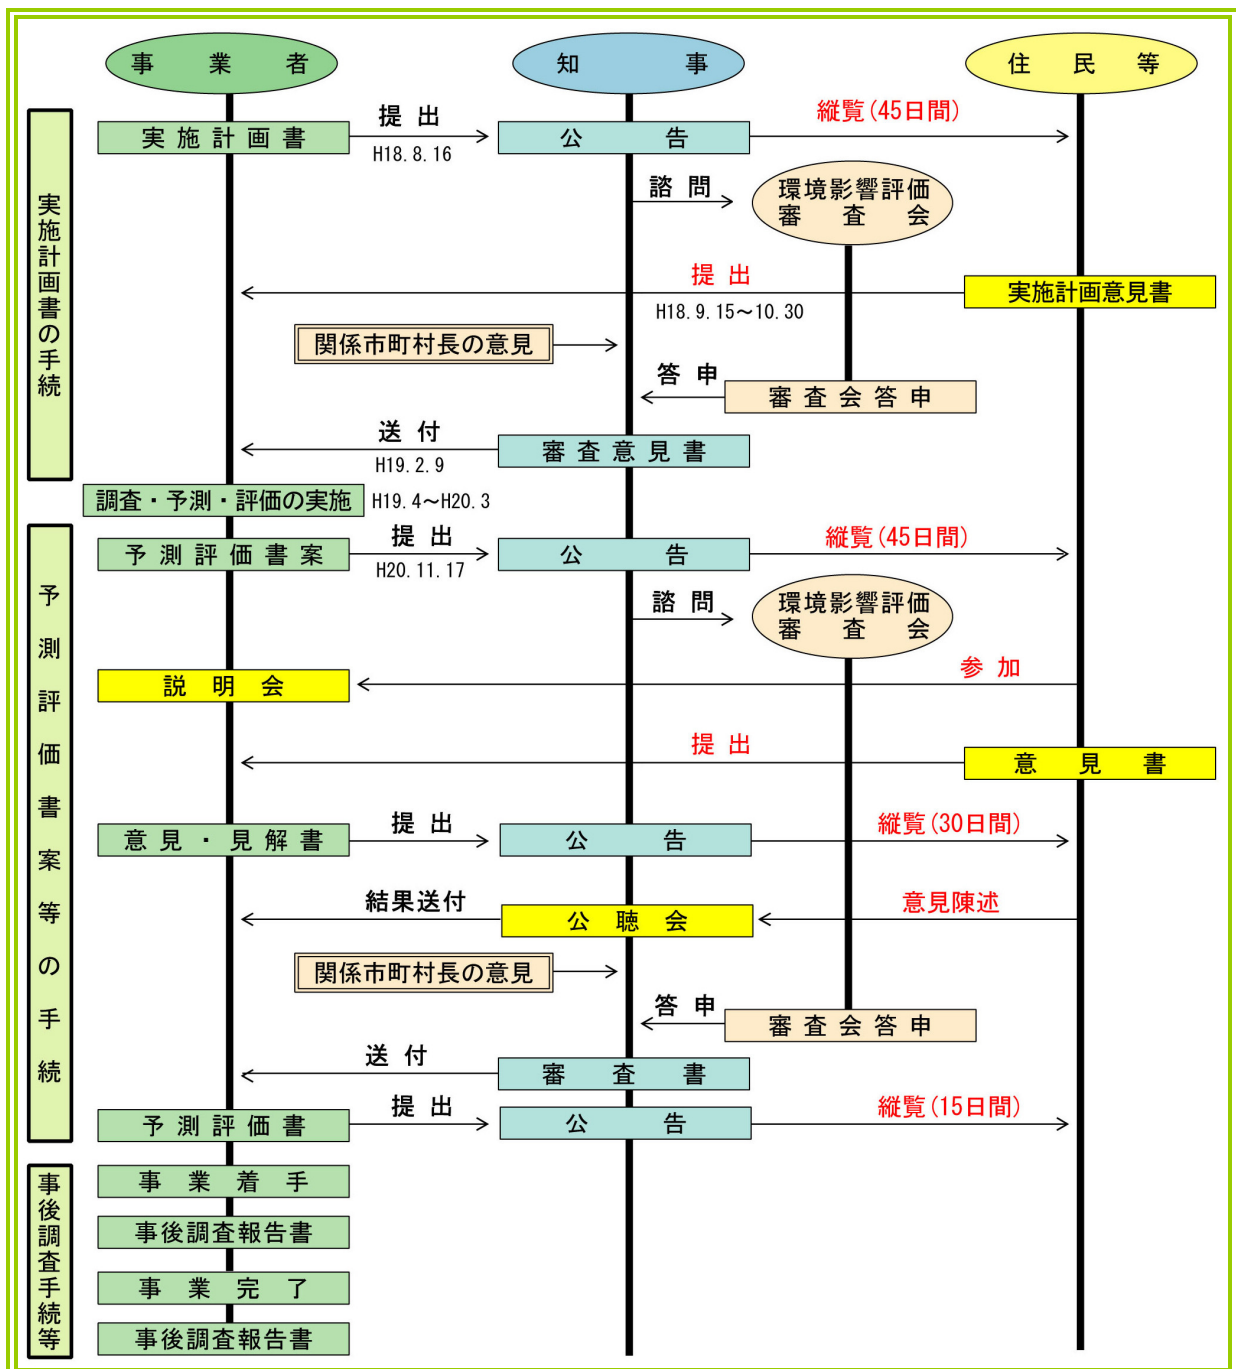 事業者
知事
住民等
実施計画書の手続
実施計画書
提出
H18.8.16
公告
縦覧(45日間)
諮問
環境影響評価
審査会
提出
H18.9.15～10.30
実施計画意見書
関係市町村長の意見
答申
審査会答申
送付
H19.2.9
審査意見書
調査・予測・評価の実施
H19.4～H20.3
予測評価書案等の手続
予測評価書案
提出
H20.11.17
公告
縦覧(45日間)
諮問
環境影響評価
審査会
説明会
参加
提出
意見書
意見・見解書
提出
公告
縦覧(30日間)
結果送付
公聴会
意見陳述
関係市町村長の意見
答申
審査会答申
送付
審査書
予測評価書
提出
公告
縦覧(15日間)
事後調査手続等
事業着手
事後調査報告書
事業完了
事後調査報告書